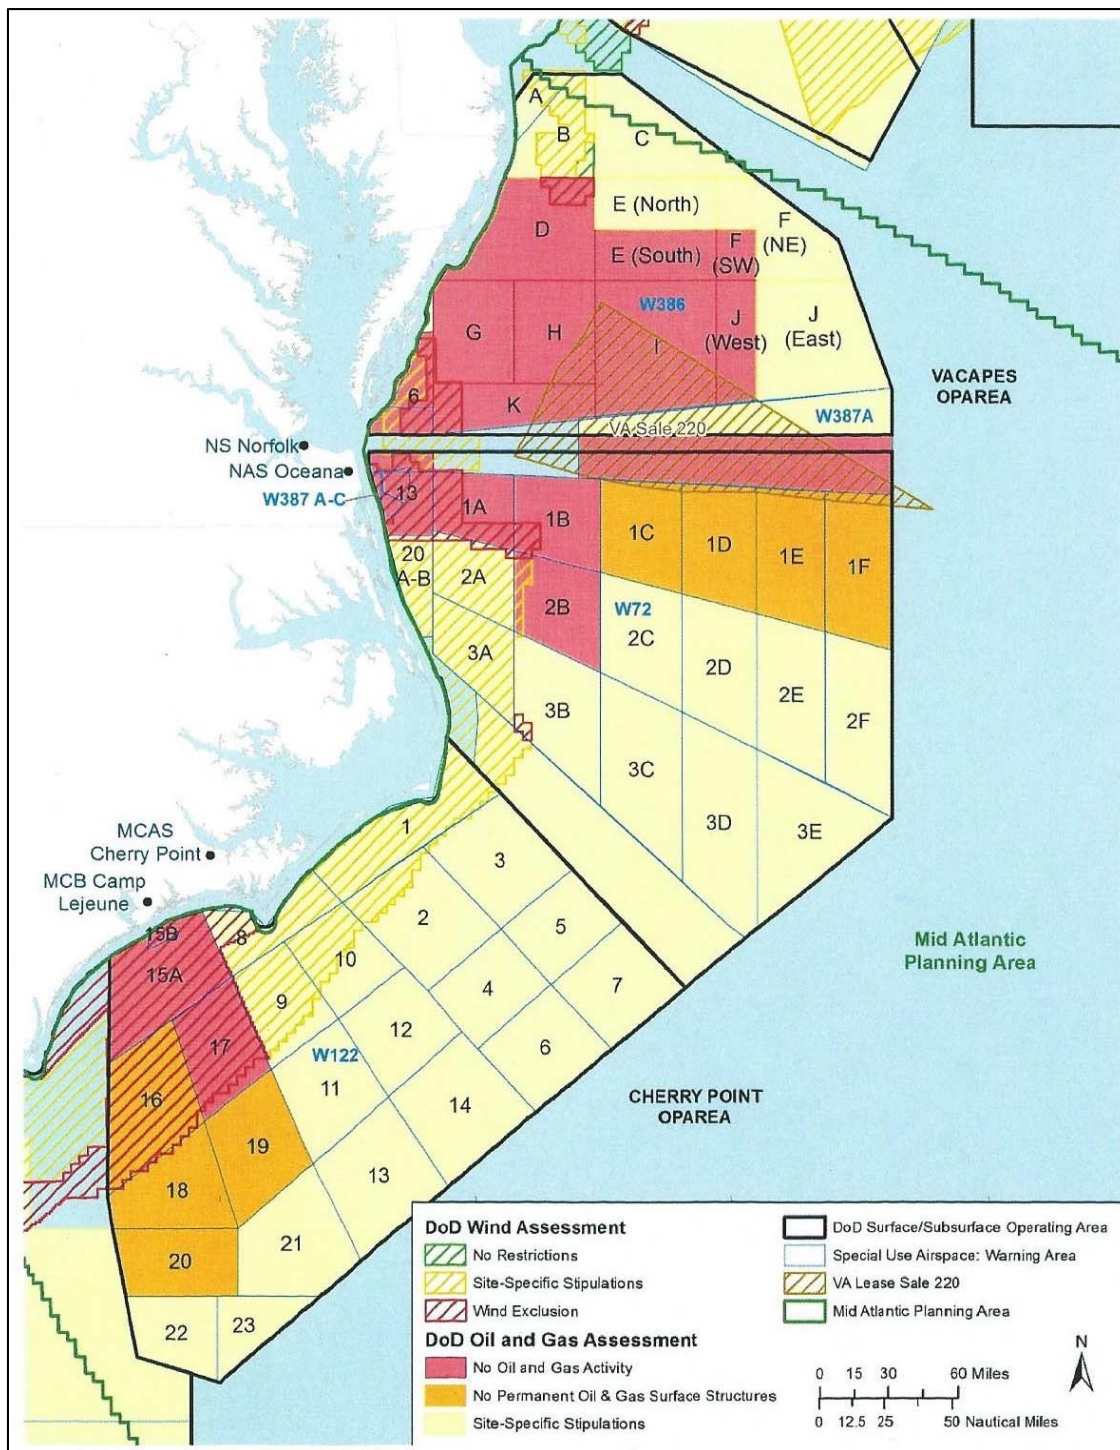 A
B
C
E (North)
D
F
(NE)
E (South)
F
(SW)
W386
G
H
I
J
(West)
J
(East)
VACAPES
OPAREA
6
K
W387A
VA Sale 220
NS Norfolk
NAS Oceana
W387 A-C
13
1A
1B
1C
1D
1E
1F
20
A-B
2A
2B
W72
2C
2D
2E
2F
3A
3B
3C
3D
3E
MCAS
Cherry Point
MCB Camp
Lejeune
1
3
2
5
7
Mid Atlantic
Planning Area
15B
8
15A
10
9
4
12
6
17
W122
11
16
14
CHERRY POINT
OPAREA
19
13
18
21
20
22
23
DoD Wind Assessment
No Restrictions
Site-Specific Stipulations
Wind Exclusion
DoD Oil and Gas Assessment
No Oil and Gas Activity
No Permanent Oil & Gas Surface Structures
Site-Specific Stipulations
DoD Surface/Subsurface Operating Area
Special Use Airspace: Warning Area
VA Lease Sale 220
Mid Atlantic Planning Area
N
0 15 30 60 Miles
0 12.5 25 50 Nautical Miles